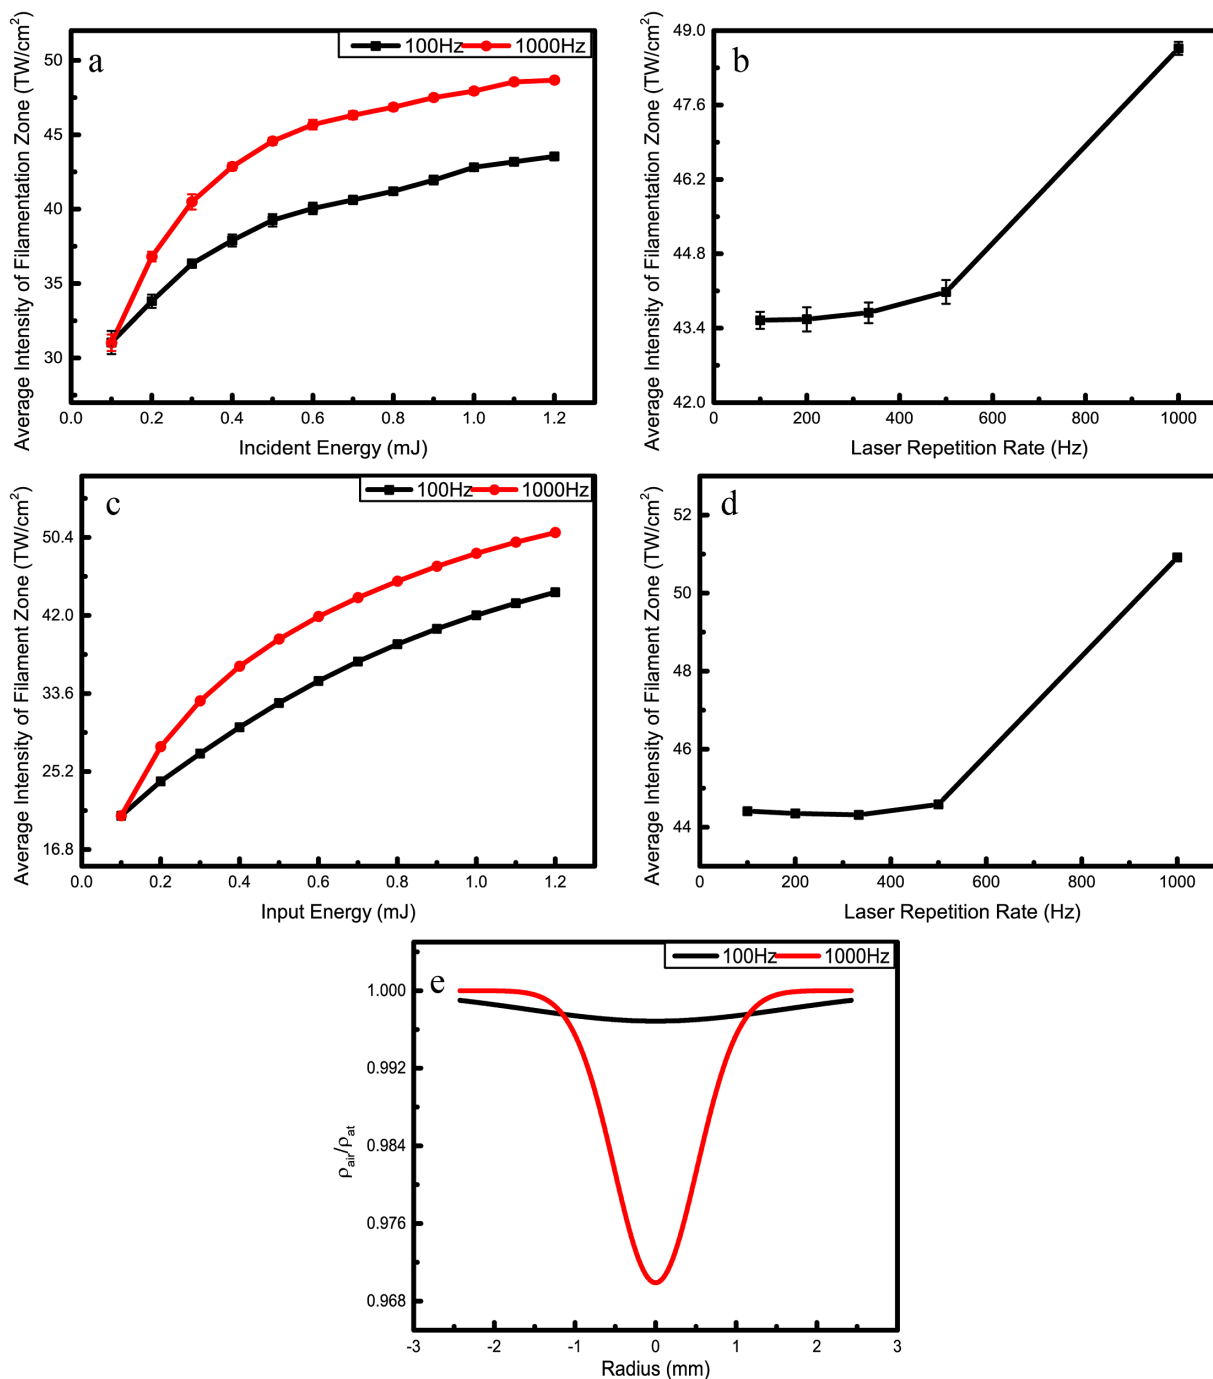 a
100Hz 1000Hz
Average Intensity of Filamentation Zone (TW/cm²)
50
45
40
35
30
0.0 0.2 0.4 0.6 0.8 1.0 1.2
Incident Energy (mJ)
b
Average Intensity of Filamentation Zone (TW/cm²)
49.0
47.6
46.2
44.8
43.4
42.0
0 200 400 600 800 1000
Laser Repetition Rate (Hz)
c
100Hz 1000Hz
Average Intensity of Filament Zone (TW/cm²)
50.4
42.0
33.6
25.2
16.8
0.0 0.2 0.4 0.6 0.8 1.0 1.2
Input Energy (mJ)
d
Average Intensity of Filament Zone (TW/cm²)
52
50
48
46
44
0 200 400 600 800 1000
Laser Repetition Rate (Hz)
e
100Hz 1000Hz
ρair/ρat
1.000
0.992
0.984
0.976
0.968
-3 -2 -1 0 1 2 3
Radius (mm)